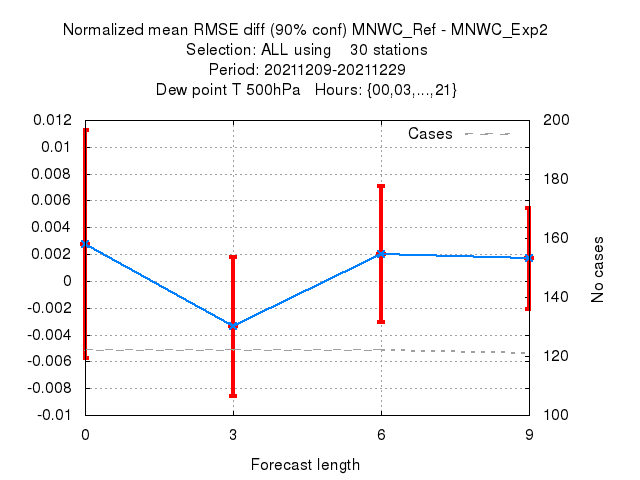 Normalized mean RMSE diff (90% conf) MNWC_Ref - MNWC_Exp2
Selection: ALL using 30 stations
Period: 20211209-20211229
Dew point T 500hPa Hours: {00,03,...,21}
Cases
0.012
0.01
0.008
0.006
0.004
0.002
0
-0.002
-0.004
-0.006
-0.008
-0.01
200
180
160
140
120
100
No cases
0 3 6 9
Forecast length